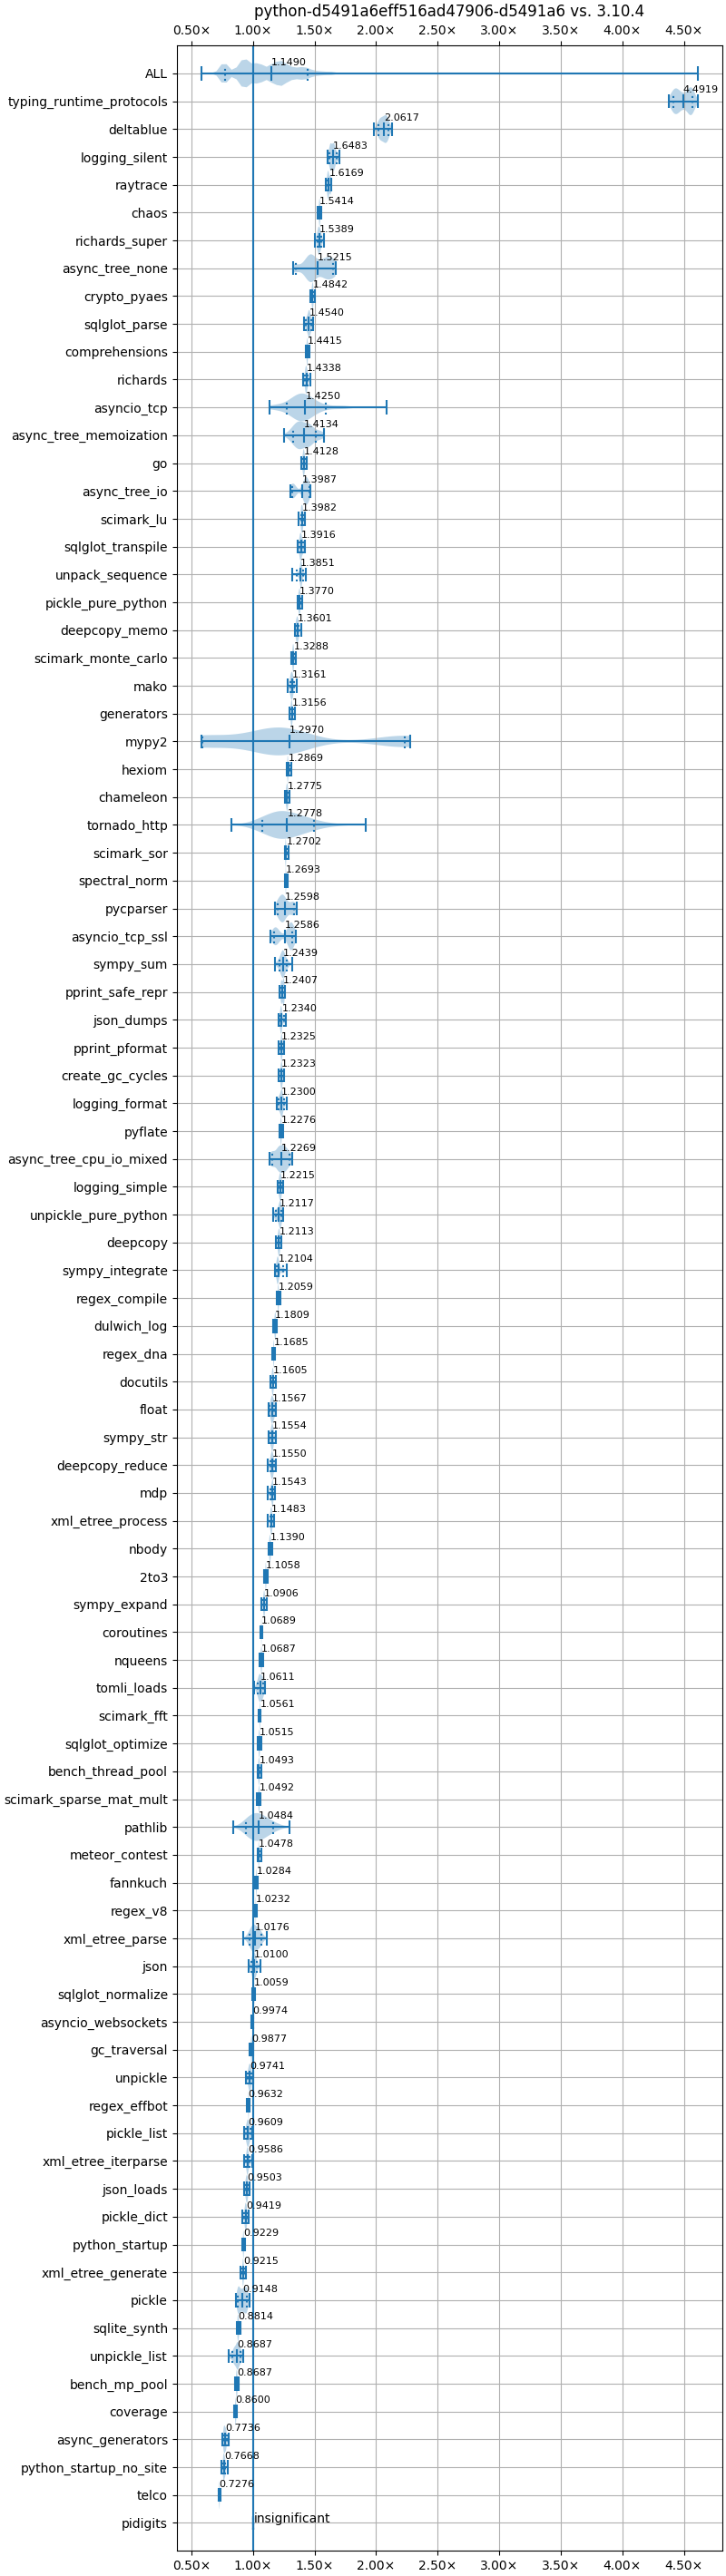 python-d5491a6eff516ad47906-d5491a6 vs. 3.10.4
0.50× 1.00× 1.50× 2.00× 2.50× 3.00× 3.50× 4.00× 4.50×
ALL 1.1490
typing_runtime_protocols 4.4919
deltablue 2.0617
logging_silent 1.6483
raytrace 1.6169
chaos 1.5414
richards_super 1.5389
async_tree_none 1.5215
crypto_pyaes 1.4842
sqlglot_parse 1.4540
comprehensions 1.4415
richards 1.4338
asyncio_tcp 1.4250
async_tree_memoization 1.4134
go 1.4128
async_tree_io 1.3987
scimark_lu 1.3982
sqlglot_transpile 1.3916
unpack_sequence 1.3851
pickle_pure_python 1.3770
deepcopy_memo 1.3601
scimark_monte_carlo 1.3288
mako 1.3161
generators 1.3156
mypy2 1.2970
hexiom 1.2869
chameleon 1.2775
tornado_http 1.2778
scimark_sor 1.2702
spectral_norm 1.2693
pycparser 1.2598
asyncio_tcp_ssl 1.2586
sympy_sum 1.2439
pprint_safe_repr 1.2407
json_dumps 1.2340
pprint_pformat 1.2325
create_gc_cycles 1.2323
logging_format 1.2300
pyflate 1.2276
async_tree_cpu_io_mixed 1.2269
logging_simple 1.2215
unpickle_pure_python 1.2117
deepcopy 1.2113
sympy_integrate 1.2104
regex_compile 1.2059
dulwich_log 1.1809
regex_dna 1.1685
docutils 1.1605
float 1.1567
sympy_str 1.1554
deepcopy_reduce 1.1550
mdp 1.1543
xml_etree_process 1.1483
nbody 1.1390
2to3 1.1058
sympy_expand 1.0906
coroutines 1.0689
nqueens 1.0687
tomli_loads 1.0611
scimark_fft 1.0561
sqlglot_optimize 1.0515
bench_thread_pool 1.0493
scimark_sparse_mat_mult 1.0492
pathlib 1.0484
meteor_contest 1.0478
fannkuch 1.0284
regex_v8 1.0232
xml_etree_parse 1.0176
json 1.0100
sqlglot_normalize 1.0059
asyncio_websockets 0.9974
gc_traversal 0.9877
unpickle 0.9741
regex_effbot 0.9632
pickle_list 0.9609
xml_etree_iterparse 0.9586
json_loads 0.9503
pickle_dict 0.9419
python_startup 0.9229
xml_etree_generate 0.9215
pickle 0.9148
sqlite_synth 0.8814
unpickle_list 0.8687
bench_mp_pool 0.8687
coverage 0.8600
async_generators 0.7736
python_startup_no_site 0.7668
telco 0.7276
pidigits insignificant
0.50× 1.00× 1.50× 2.00× 2.50× 3.00× 3.50× 4.00× 4.50×